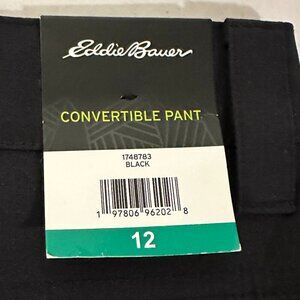 Eddie Bauer
CONVERTIBLE PANT
1748783
BLACK
1 97806 96202 8
12